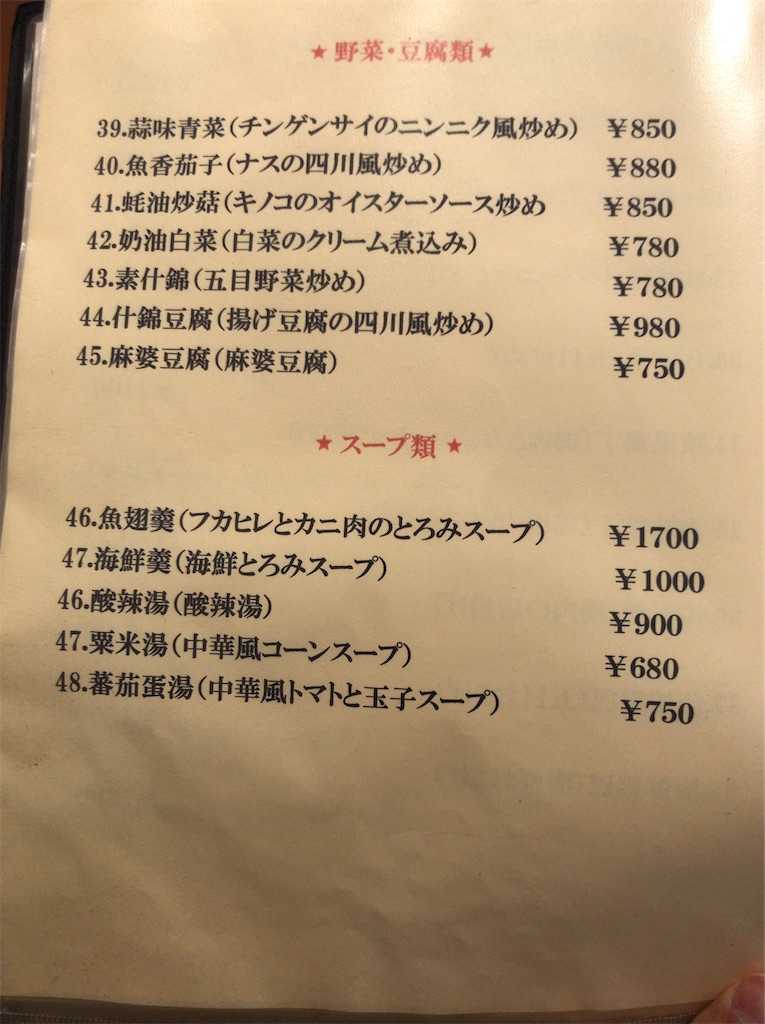 ★野菜・豆腐類★
39.蒜味青菜(チンゲンサイのニンニク風炒め) ￥850
40.魚香茄子(ナスの四川風炒め) ￥880
41.蚝油炒菇(キノコのオイスターソース炒め ￥850
42.奶油白菜(白菜のクリーム煮込み) ￥780
43.素什錦(五目野菜炒め) ￥780
44.什錦豆腐(揚げ豆腐の四川風炒め) ￥980
45.麻婆豆腐(麻婆豆腐) ￥750
★スープ類★
46.魚翅羹(フカヒレとカニ肉のとろみスープ) ￥1700
47.海鮮羹(海鮮とろみスープ) ￥1000
46.酸辣湯(酸辣湯) ￥900
47.粟米湯(中華風コーンスープ) ￥680
48.蕃茄蛋湯(中華風トマトと玉子スープ) ￥750